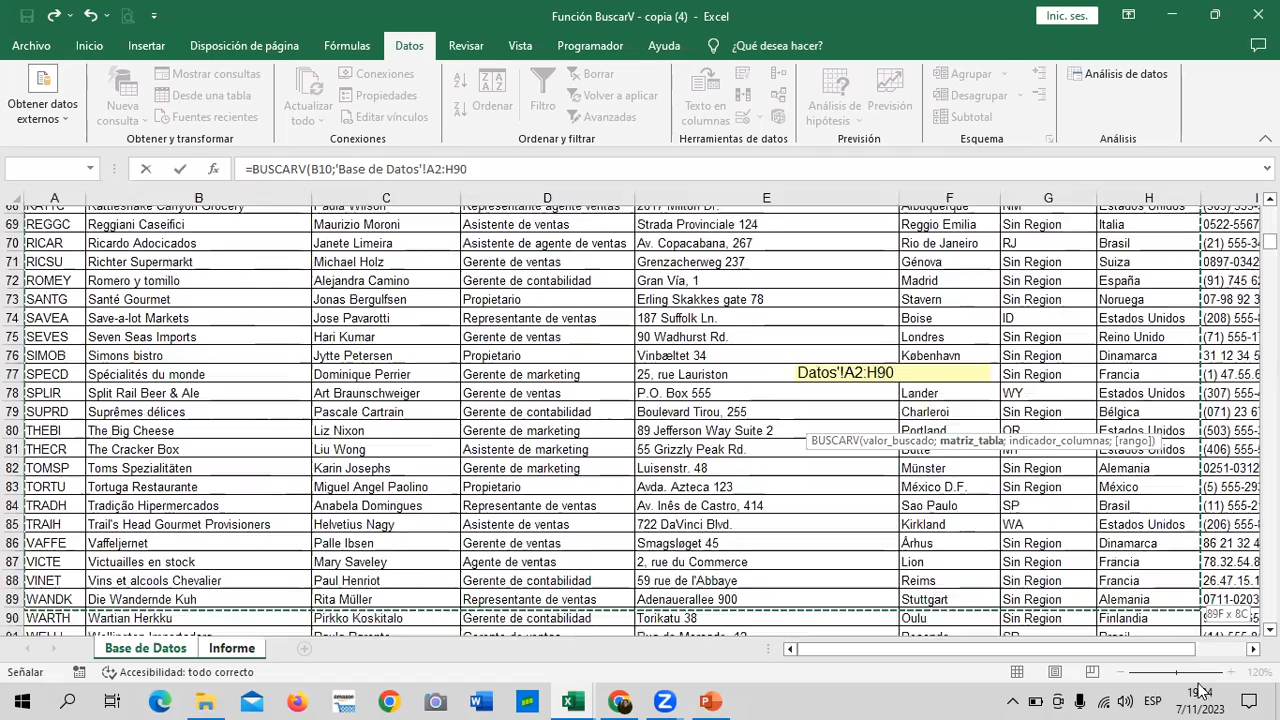 Función BuscarV - copia (4) - Excel
Inic. ses.
Archivo Inicio Insertar Disposición de página Fórmulas Datos Revisar Vista Programador Ayuda ¿Qué desea hacer?
Obtener datos externos
Nueva consulta
Mostrar consultas
Desde una tabla
Fuentes recientes
Obtener y transformar
Actualizar todo
Conexiones
Propiedades
Editar vínculos
Conexiones
Ordenar
Filtro
Borrar
Volver a aplicar
Avanzadas
Ordenar y filtrar
Texto en columnas
Herramientas de datos
Análisis de hipótesis
Previsión
Previsión
Agrupar
Desagrupar
Subtotal
Esquema
Análisis de datos
Análisis
=BUSCARV(B10;'Base de Datos'!A2:H90
A B C D E F G H I
69 REGGC Reggiani Caseifici Maurizio Moroni Asistente de ventas Strada Provinciale 124 Reggio Emilia Sin Region Italia 0522-5567
70 RICAR Ricardo Adocicados Janete Limeira Asistente de agente de ventas Av. Copacabana, 267 Rio de Janeiro RJ Brasil (21) 555-34
71 RICSU Richter Supermarkt Michael Holz Gerente de ventas Grenzacherweg 237 Génova Sin Region Suiza 0897-0342
72 ROMEY Romero y tomillo Alejandra Camino Gerente de contabilidad Gran Vía, 1 Madrid Sin Region España (91) 745 62
73 SANTG Santé Gourmet Jonas Bergulfsen Propietario Erling Skakkes gate 78 Stavern Sin Region Noruega 07-98 92 3
74 SAVEA Save-a-lot Markets Jose Pavarotti Representante de ventas 187 Suffolk Ln. Boise ID Estados Unidos (208) 555-
75 SEVES Seven Seas Imports Hari Kumar Gerente de ventas 90 Wadhurst Rd. Londres Sin Region Reino Unido (71) 555-1
76 SIMOB Simons bistro Jytte Petersen Propietario Vinbæltet 34 København Sin Region Dinamarca 31 12 34 5
77 SPECD Spécialités du monde Dominique Perrier Gerente de marketing 25, rue Lauriston Datos'!A2:H90 Sin Region Francia (1) 47.55.6
78 SPLIR Split Rail Beer & Ale Art Braunschweiger Gerente de ventas P.O. Box 555 Lander WY Estados Unidos (307) 555-4
79 SUPRD Suprêmes délices Pascale Cartrain Gerente de contabilidad Boulevard Tirou, 255 Charleroi Sin Region Bélgica (071) 23 67
80 THEBI The Big Cheese Liz Nixon Gerente de marketing 89 Jefferson Way Suite 2 Portland OR Estados Unidos (503) 555-
BUSCARV(valor_buscado; matriz_tabla; indicador_columnas; [rango])
81 THECR The Cracker Box Liu Wong Asistente de marketing 55 Grizzly Peak Rd. Butte MT Estados Unidos (406) 555-
82 TOMSP Toms Spezialitäten Karin Josephs Gerente de marketing Luisenstr. 48 Münster Sin Region Alemania 0251-0312
83 TORTU Tortuga Restaurante Miguel Angel Paolino Propietario Avda. Azteca 123 México D.F. Sin Region México (5) 555-29
84 TRADH Tradição Hipermercados Anabela Domingues Representante de ventas Av. Inês de Castro, 414 Sao Paulo SP Brasil (11) 555-2
85 TRAIH Trail's Head Gourmet Provisioners Helvetius Nagy Asistente de ventas 722 DaVinci Blvd. Kirkland WA Estados Unidos (206) 555-
86 VAFFE Vaffeljernet Palle Ibsen Gerente de ventas Smagsløget 45 Århus Sin Region Dinamarca 86 21 32 4
87 VICTE Victuailles en stock Mary Saveley Agente de ventas 2, rue du Commerce Lion Sin Region Francia 78.32.54.8
88 VINET Vins et alcools Chevalier Paul Henriot Gerente de contabilidad 59 rue de l'Abbaye Reims Sin Region Francia 26.47.15.1
89 WANDK Die Wandernde Kuh Rita Müller Representante de ventas Adenauerallee 900 Stuttgart Sin Region Alemania 0711-0203
90 WARTH Wartian Herkku Pirkko Koskitalo Gerente de contabilidad Torikatu 38 Oulu Sin Region Finlandia
89F x 8C
Base de Datos Informe
Señalar Accesibilidad: todo correcto 120%
ESP
7/11/2023